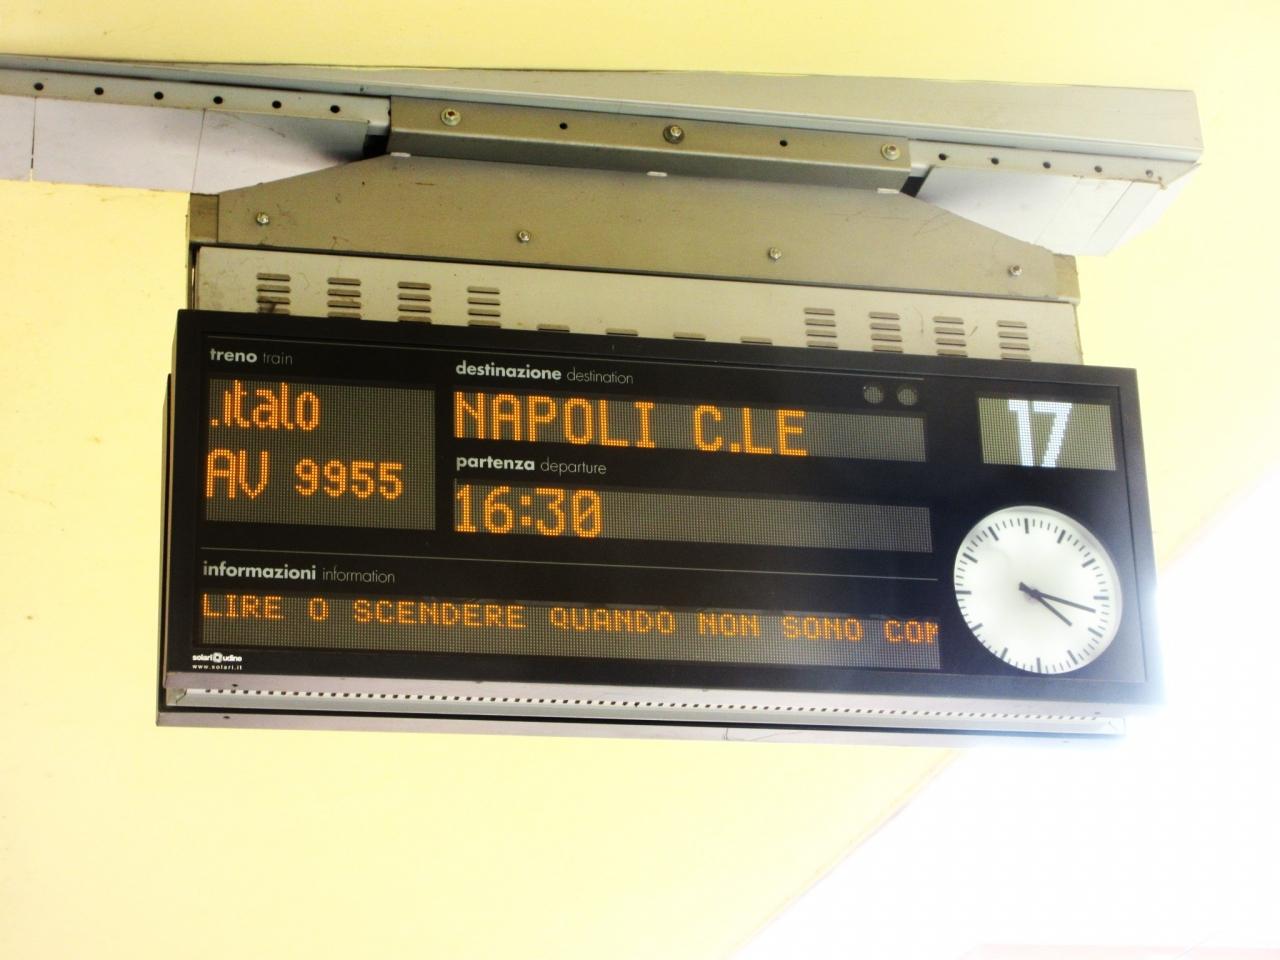 treno train
.italo
AV 9955
destinazione destination
NAPOLI C.LE
partenza departure
16:30
17
informazioni information
LIRE O SCENDERE QUANDO NON SONO COM
solari udine
www.solari.it